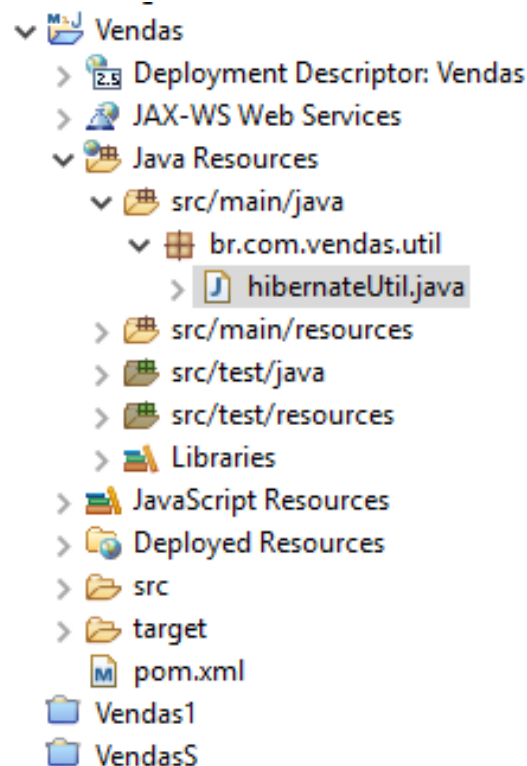 Vendas
2.5 Deployment Descriptor: Vendas
JAX-WS Web Services
Java Resources
src/main/java
br.com.vendas.util
J hibernateUtil.java
src/main/resources
src/test/java
src/test/resources
Libraries
JavaScript Resources
Deployed Resources
src
target
M pom.xml
Vendas1
VendasS